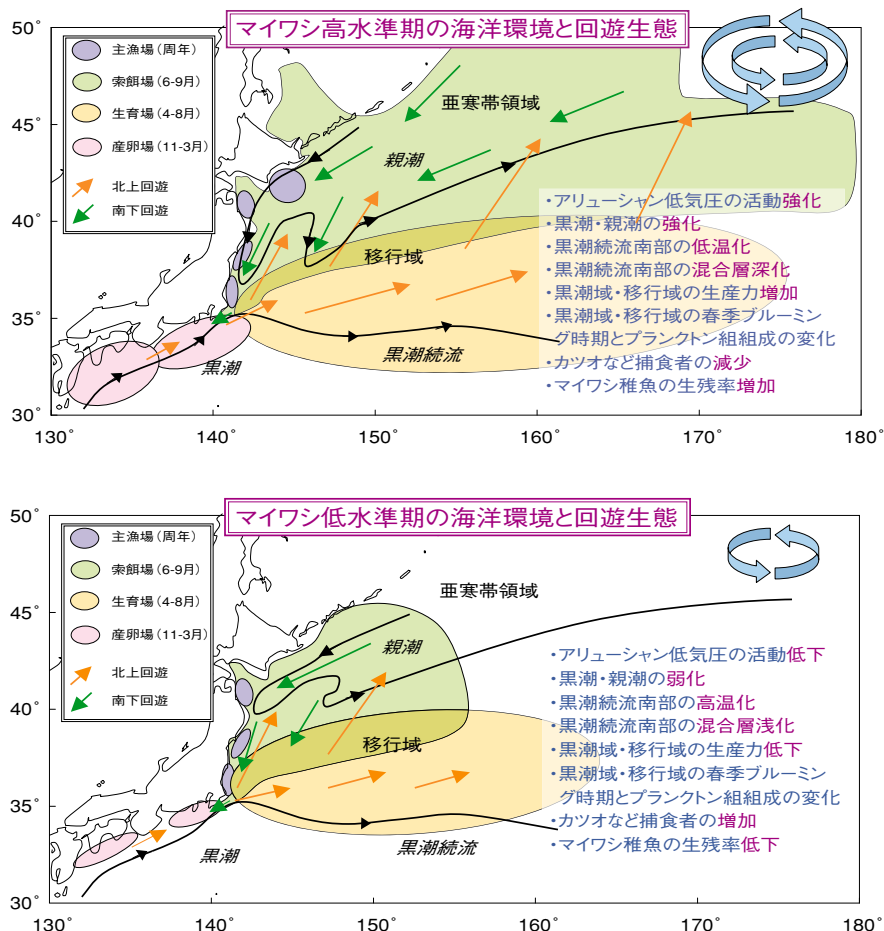 マイワシ高水準期の海洋環境と回遊生態
50°
45°
40°
35°
30°
130°
140°
150°
160°
170°
180°
主漁場(周年)
索餌場(6-9月)
生育場(4-8月)
産卵場(11-3月)
北上回遊
南下回遊
亜寒帯領域
親潮
移行域
黒潮
黒潮続流
・アリューシャン低気圧の活動強化
・黒潮・親潮の強化
・黒潮続流南部の低温化
・黒潮続流南部の混合層深化
・黒潮域・移行域の生産力増加
・黒潮域・移行域の春季ブルーミン
グ時期とプランクトン組組成の変化
・カツオなど捕食者の減少
・マイワシ稚魚の生残率増加
マイワシ低水準期の海洋環境と回遊生態
50°
45°
40°
35°
30°
130°
140°
150°
160°
170°
180°
主漁場(周年)
索餌場(6-9月)
生育場(4-8月)
産卵場(11-3月)
北上回遊
南下回遊
亜寒帯領域
親潮
移行域
黒潮
黒潮続流
・アリューシャン低気圧の活動低下
・黒潮・親潮の弱化
・黒潮続流南部の高温化
・黒潮続流南部の混合層浅化
・黒潮域・移行域の生産力低下
・黒潮域・移行域の春季ブルーミン
グ時期とプランクトン組組成の変化
・カツオなど捕食者の増加
・マイワシ稚魚の生残率低下